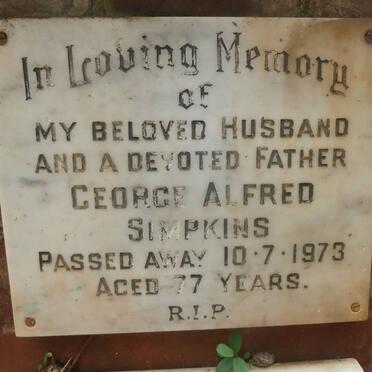 In Loving Memory
of
MY BELOVED HUSBAND
AND A DEVOTED FATHER
GEORGE ALFRED
SIMPKINS
PASSED AWAY 10·7·1973
AGED 77 YEARS.
R.I.P.